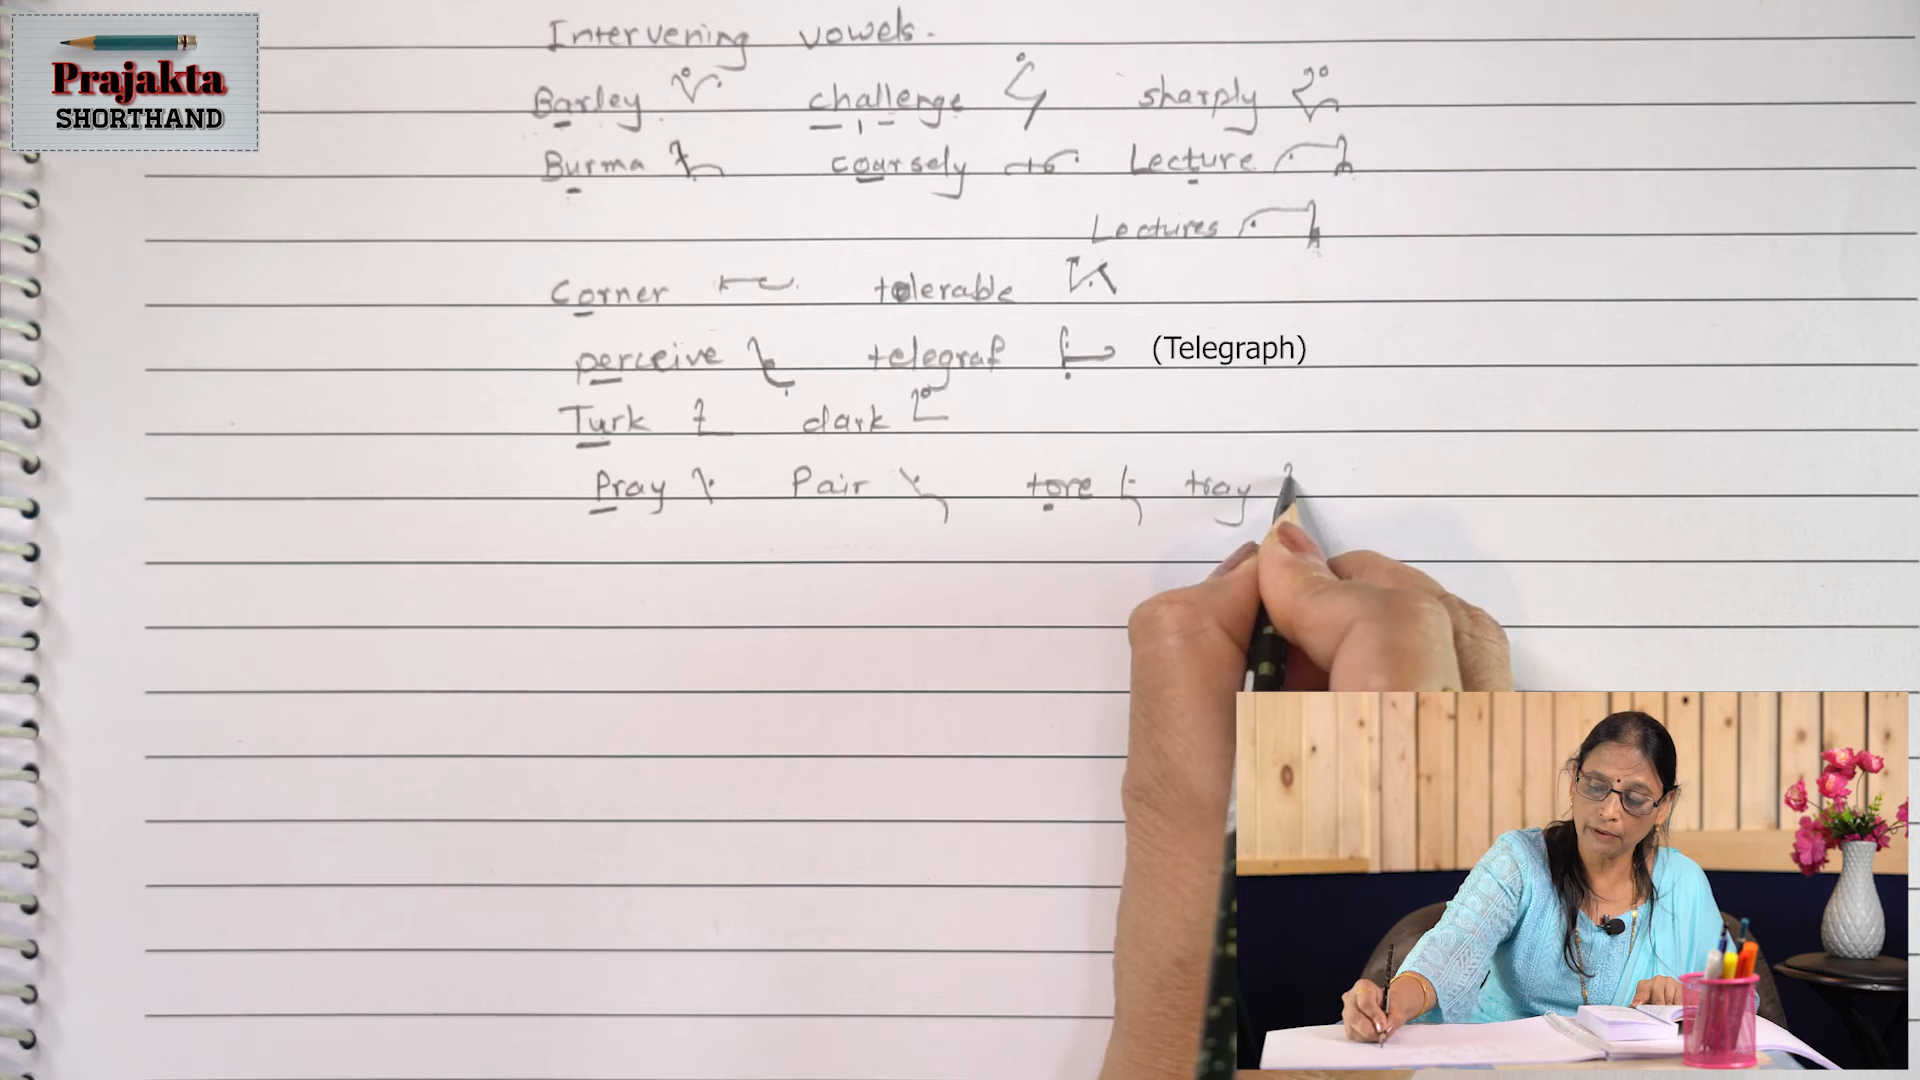 Prajakta
SHORTHAND
Intervening vowels.
Barley challenge sharply
Burma coarsely Lecture
Lectures
Corner tolerable
perceive telegraf (Telegraph)
Turk dark
Pray Pair tore tray